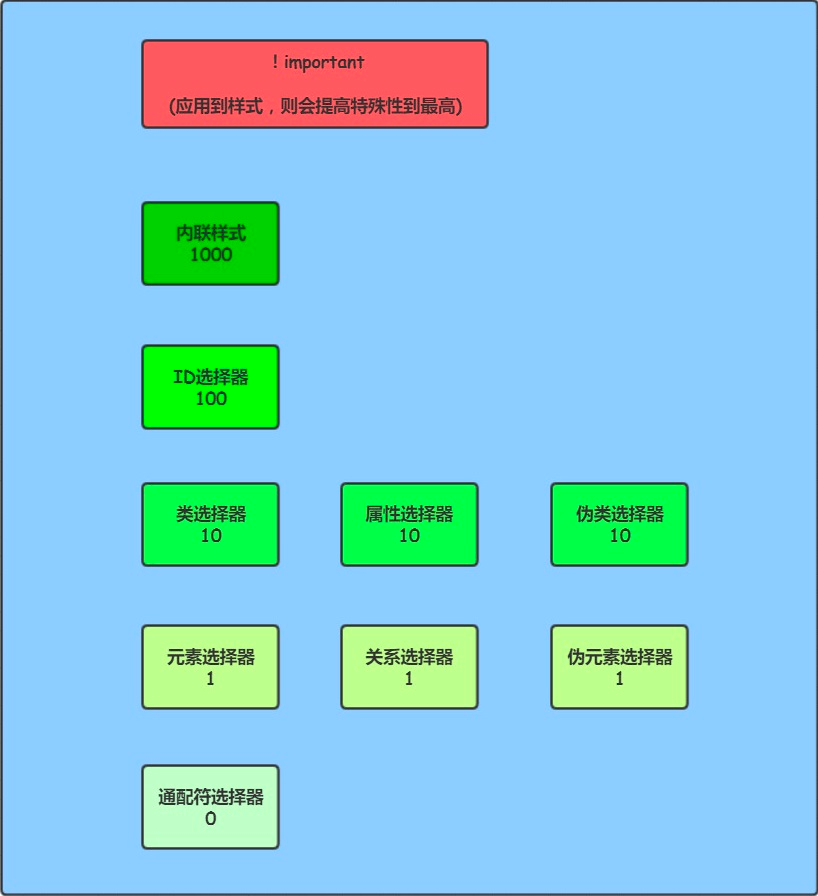 ! important
(应用到样式，则会提高特殊性到最高)
内联样式
1000
ID选择器
100
类选择器
10
属性选择器
10
伪类选择器
10
元素选择器
1
关系选择器
1
伪元素选择器
1
通配符选择器
0